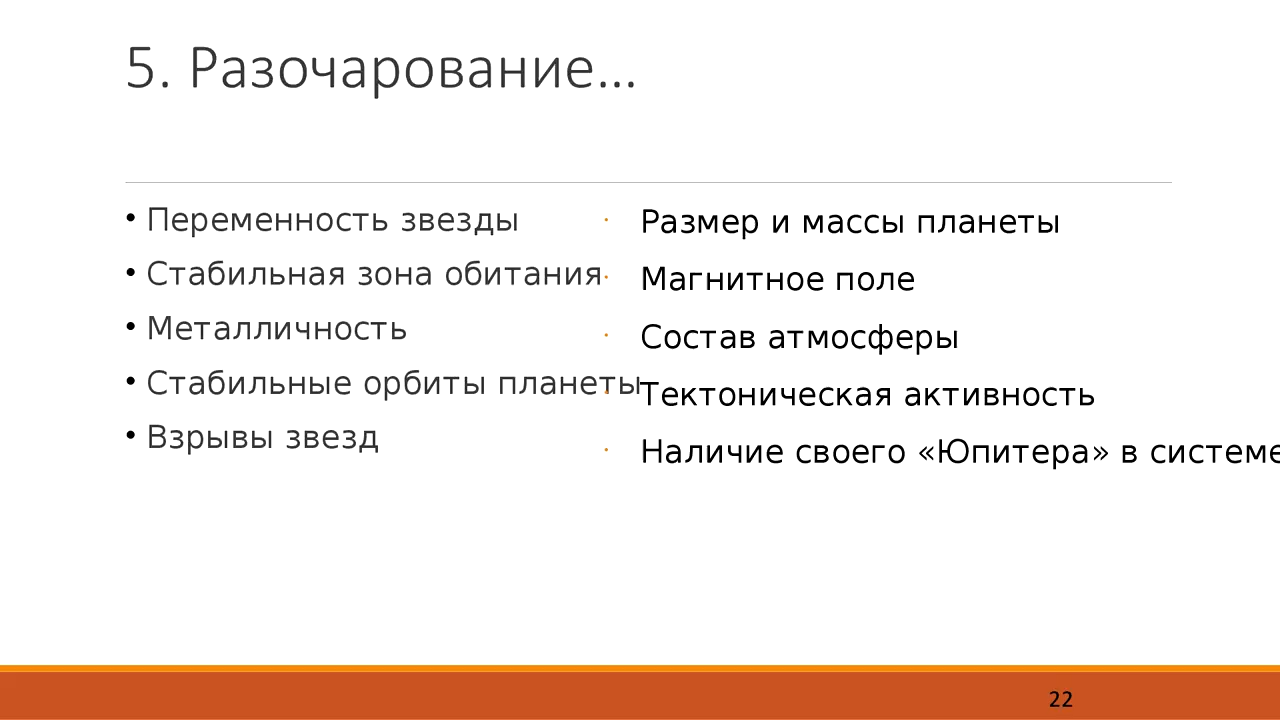 5. Разочарование…
• Переменность звезды
• Стабильная зона обитания
• Металличность
• Стабильные орбиты планеты
• Взрывы звезд
· Размер и массы планеты
· Магнитное поле
· Состав атмосферы
· Тектоническая активность
· Наличие своего «Юпитера» в системе
22